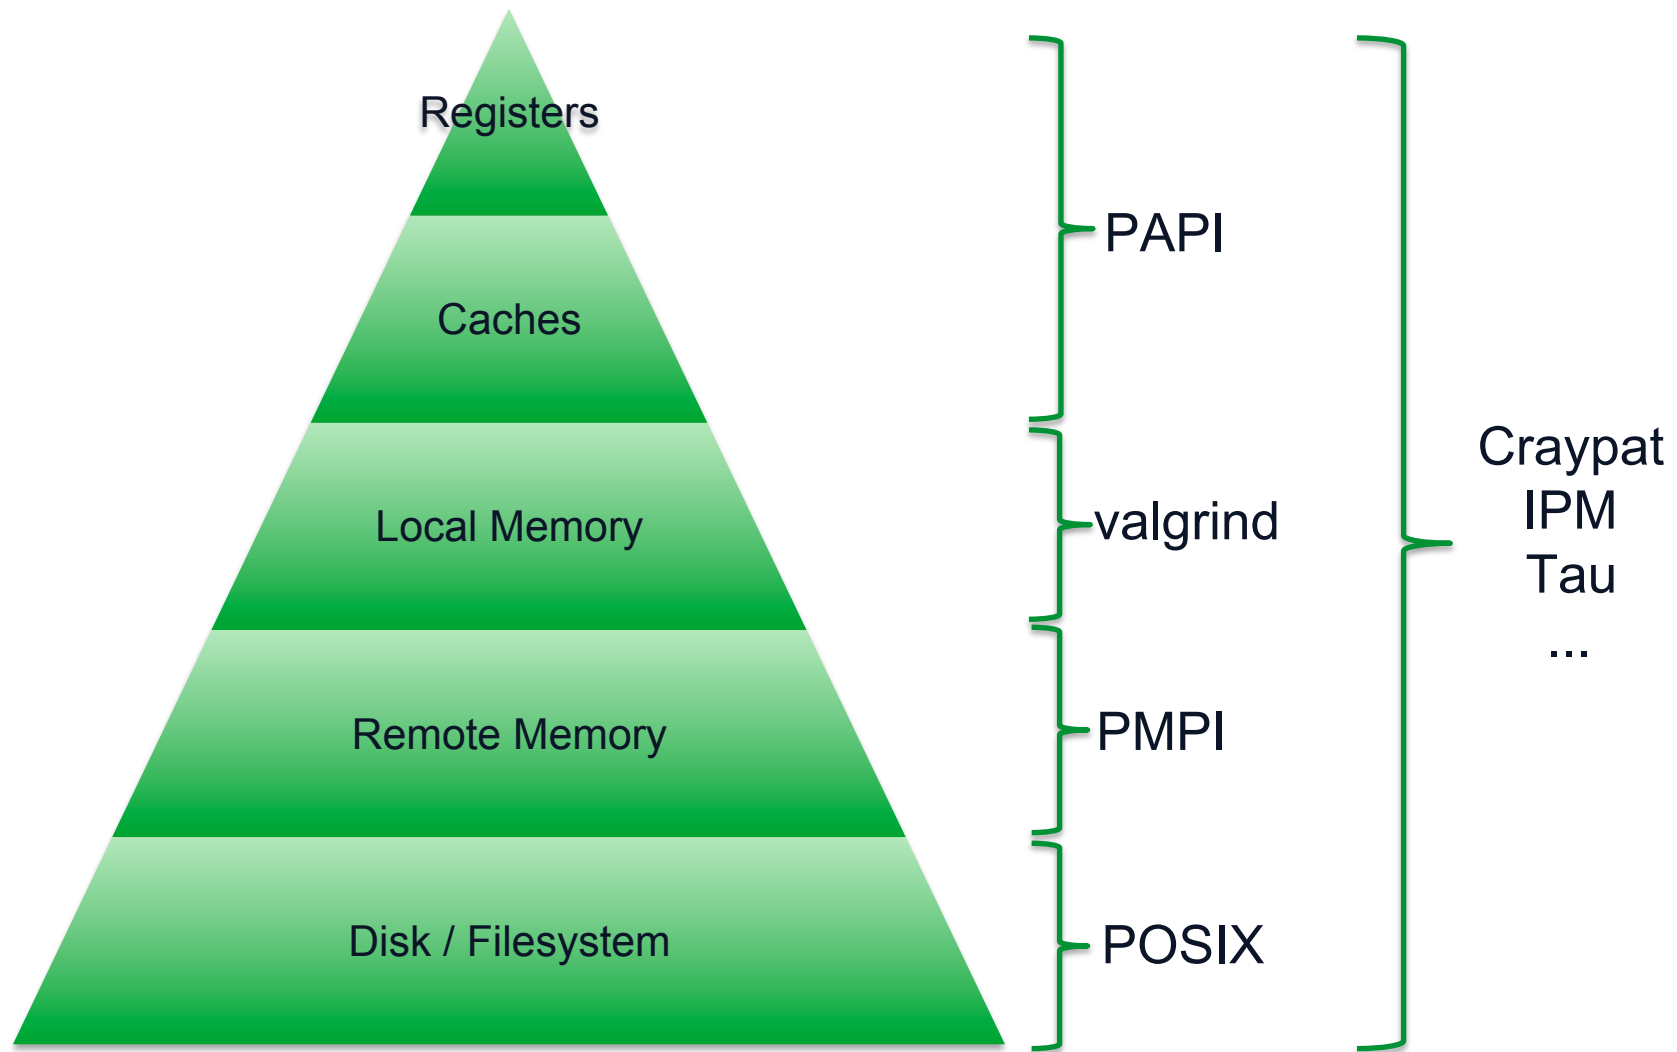 Registers
Caches
Local Memory
Remote Memory
Disk / Filesystem
PAPI
valgrind
PMPI
POSIX
Craypat
IPM
Tau
...